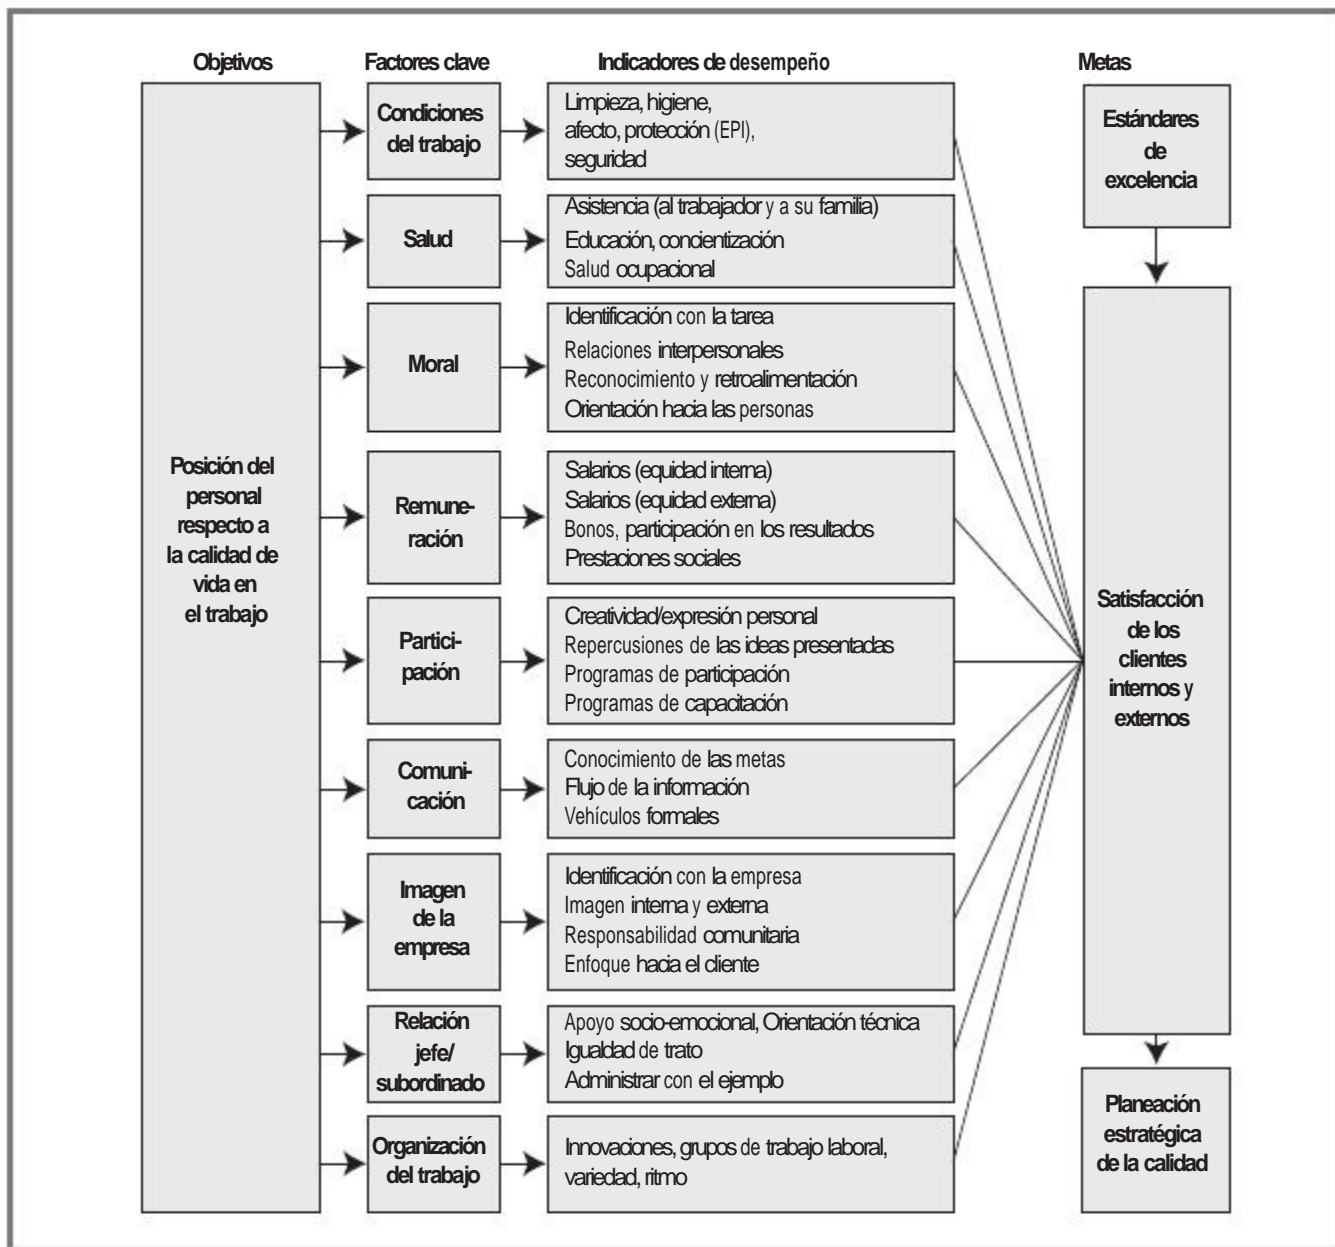 Objetivos
Factores clave
Indicadores de desempeño
Metas
Posición del
personal
respecto a
la calidad de
vida en
el trabajo
Condiciones
del trabajo
Limpieza, higiene,
afecto, protección (EPI),
seguridad
Salud
Asistencia (al trabajador y a su familia)
Educación, concientización
Salud ocupacional
Moral
Identificación con la tarea
Relaciones interpersonales
Reconocimiento y retroalimentación
Orientación hacia las personas
Remune-
ración
Salarios (equidad interna)
Salarios (equidad externa)
Bonos, participación en los resultados
Prestaciones sociales
Partici-
pación
Creatividad/expresión personal
Repercusiones de las ideas presentadas
Programas de participación
Programas de capacitación
Comuni-
cación
Conocimiento de las metas
Flujo de la información
Vehículos formales
Imagen
de la
empresa
Identificación con la empresa
Imagen interna y externa
Responsabilidad comunitaria
Enfoque hacia el cliente
Relación
jefe/
subordinado
Apoyo socio-emocional, Orientación técnica
Igualdad de trato
Administrar con el ejemplo
Organización
del trabajo
Innovaciones, grupos de trabajo laboral,
variedad, ritmo
Estándares
de
excelencia
Satisfacción
de los
clientes
internos y
externos
Planeación
estratégica
de la calidad